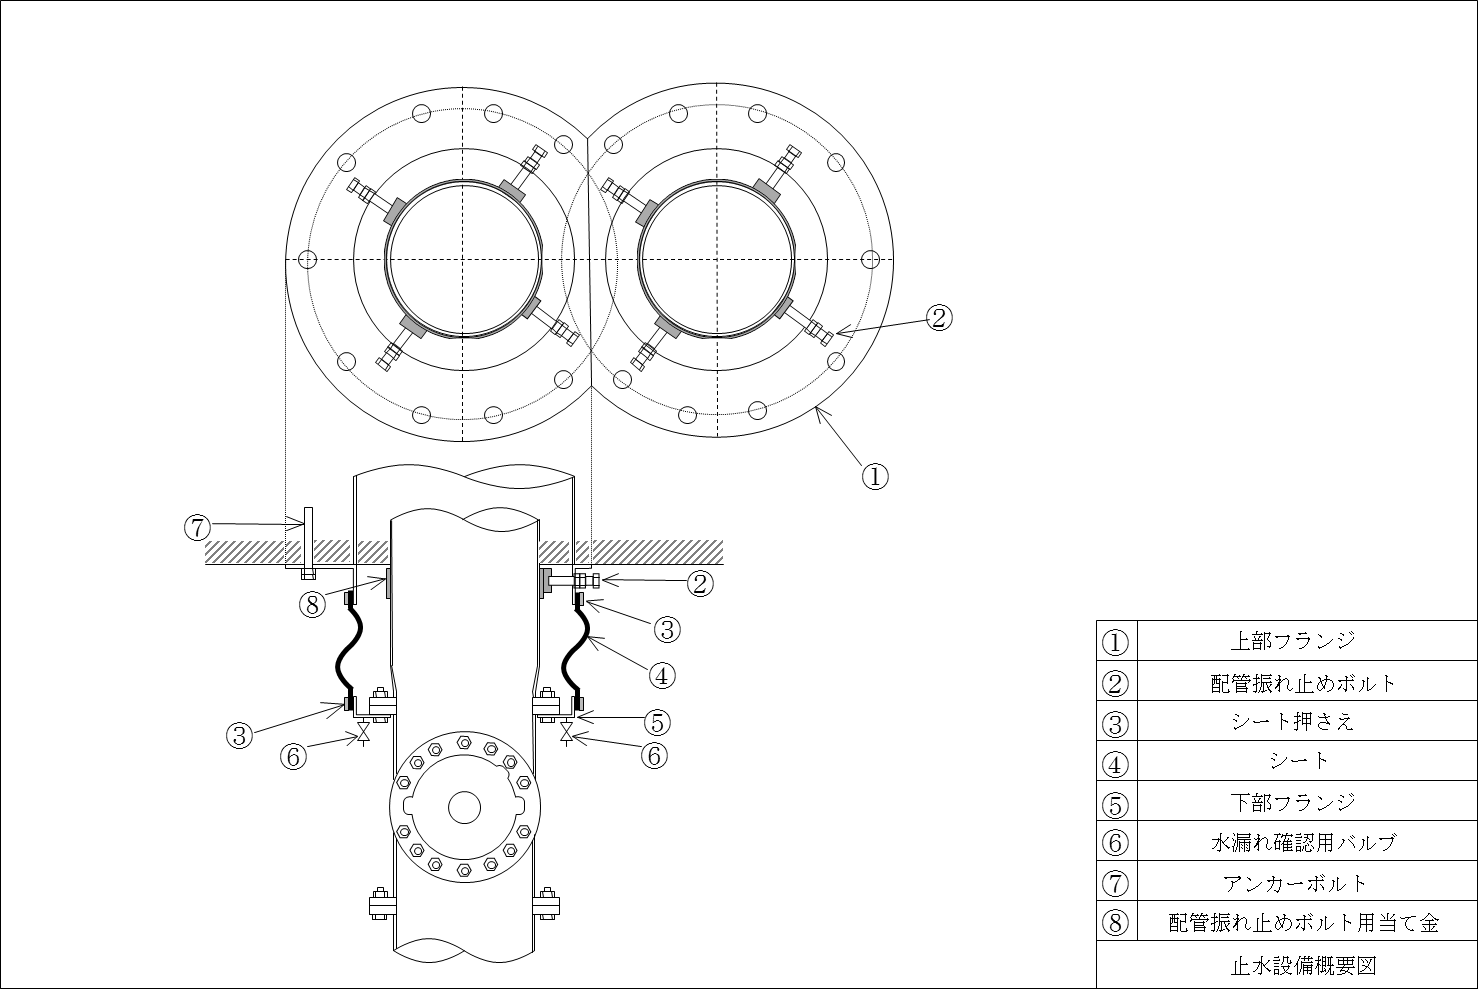 ②
①
⑦
⑧
②
③
④
③
⑤
⑥
⑥
① 上部フランジ
② 配管振れ止めボルト
③ シート押さえ
④ シート
⑤ 下部フランジ
⑥ 水漏れ確認用バルブ
⑦ アンカーボルト
⑧ 配管振れ止めボルト用当て金
止水設備概要図